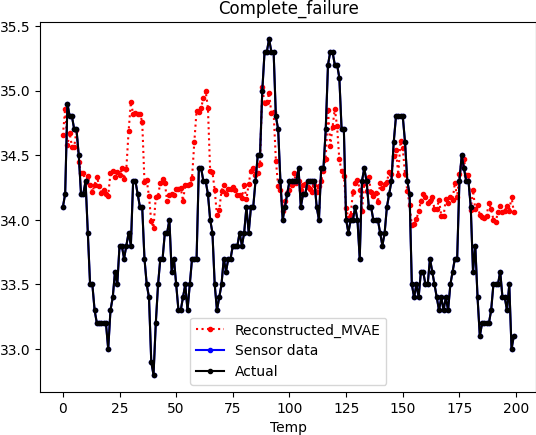 Complete_failure
35.5
35.0
34.5
34.0
33.5
33.0
Reconstructed_MVAE
Sensor data
Actual
0 25 50 75 100 125 150 175 200
Temp